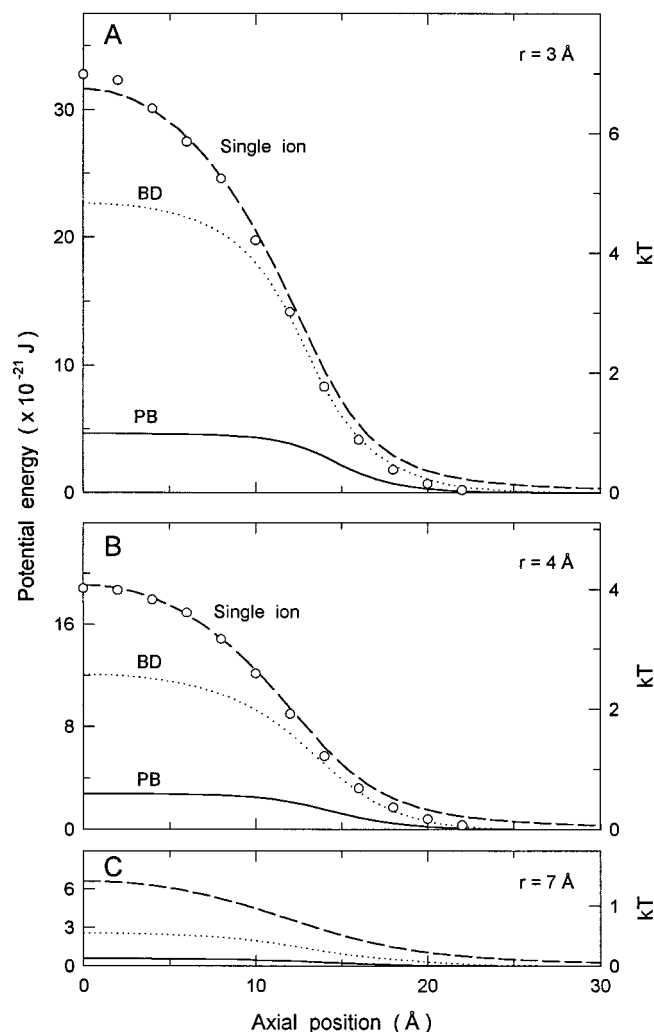 A
r = 3 Å
Single ion
BD
PB
30
20
10
0
6
4
2
0
kT
Potential energy ( x 10⁻²¹ J )
B
r = 4 Å
Single ion
BD
PB
16
8
0
4
2
0
kT
C
r = 7 Å
6
3
0
1
0
kT
0
10
20
30
Axial position ( Å )